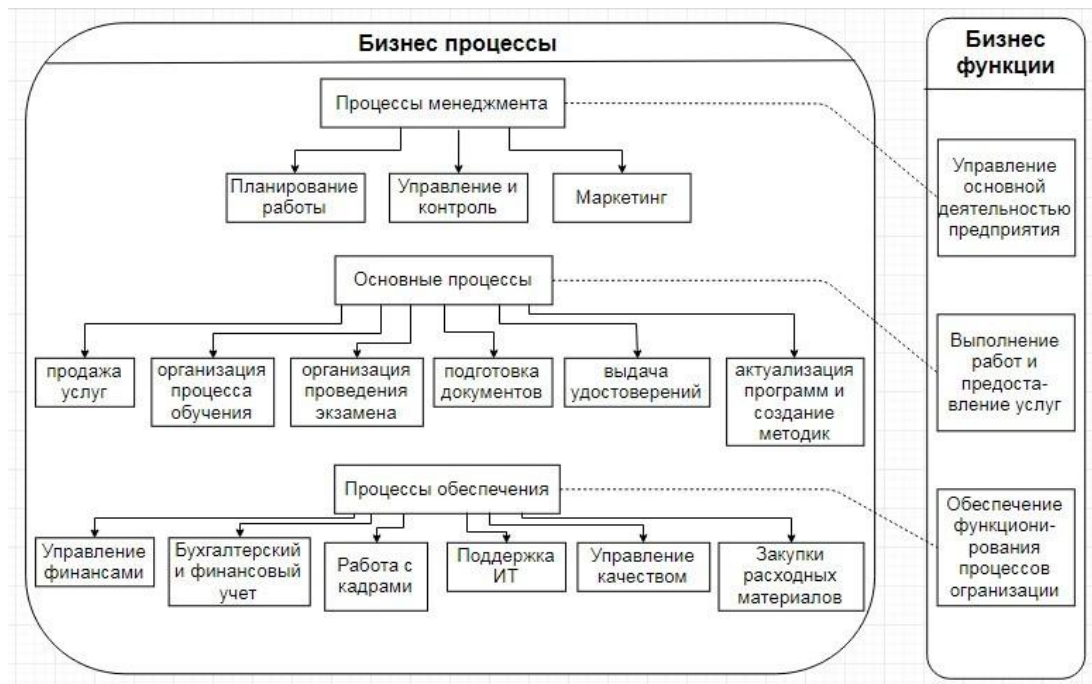 Бизнес процессы
Процессы менеджмента
Планирование
работы
Управление и
контроль
Маркетинг
Основные процессы
продажа
услуг
организация
процесса
обучения
организация
проведения
экзамена
подготовка
документов
выдача
удостоверений
актуализация
программ и
создание
методик
Процессы обеспечения
Управление
финансами
Бухгалтерский
и финансовый
учет
Работа с
кадрами
Поддержка
ИТ
Управление
качеством
Закупки
расходных
материалов
Бизнес
функции
Управление
основной
деятельностью
предприятия
Выполнение
работ и
предоста-
вление услуг
Обеспечение
функциони-
рования
процессов
огранизации